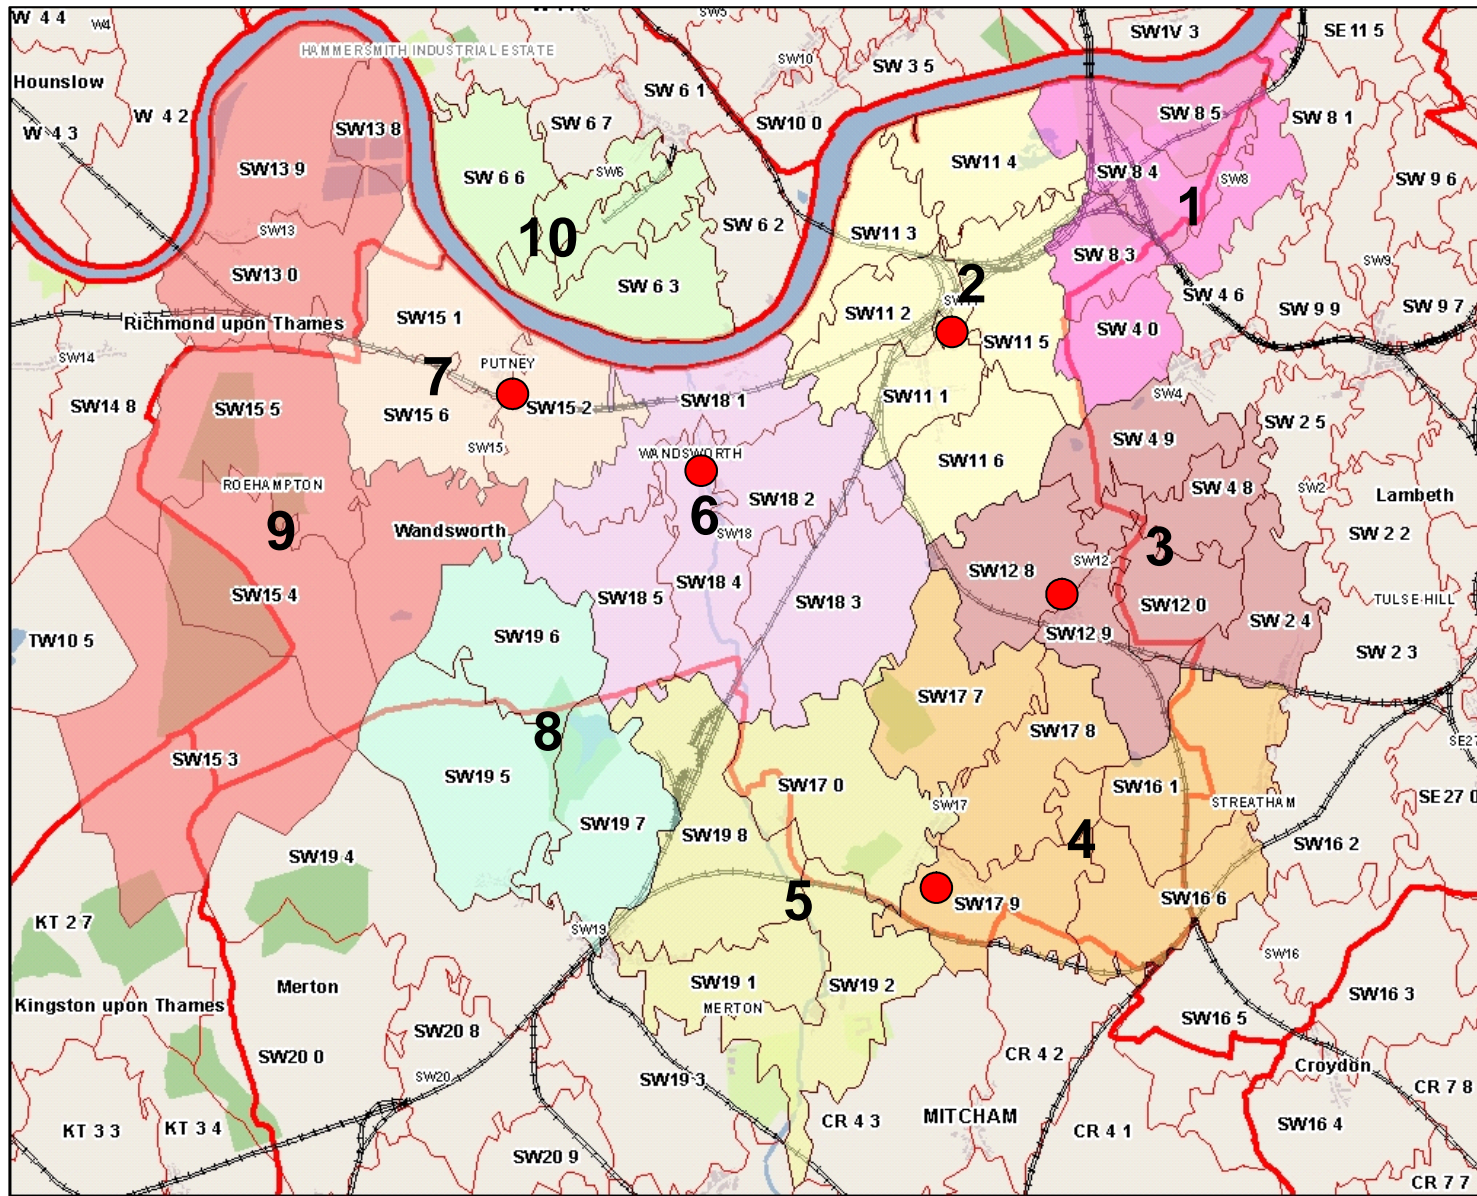 W 4 4
W4
SW5
SW1V 3
SE 11 5
HAMMERSMITH INDUSTRIAL ESTATE
Hounslow
SW10
SW 3 5
SW 6 1
W 4 2
W 4 3
SW13 8
SW 6 7
SW10 0
SW 8 5
SW 8 1
SW13 9
SW 6 6
SW6
SW11 4
SW 8 4
SW8
SW 9 6
1
SW13
10
SW 6 2
SW11 3
SW 8 3
SW9
SW13 0
SW 6 3
2
SW 4 6
SW 9 9
SW 9 7
Richmond upon Thames
SW15 1
SW11 2
SW 4 0
SW11 5
SW14
7
PUTNEY
SW14 8
SW15 5
SW15 6
SW15 2
SW18 1
SW11 1
SW4
SW 2 5
SW15
WANDSWORTH
SW11 6
SW 4 9
ROEHAMPTON
SW18 2
SW 4 8
SW2
Lambeth
9
Wandsworth
6
SW18
3
SW 2 2
SW12 8
SW12
SW15 4
SW18 5
SW18 4
SW18 3
SW12 0
TULSE HILL
TW10 5
SW19 6
SW12 9
SW 2 4
SW 2 3
SW17 7
8
SW17 8
SE27
SW15 3
SW19 5
SW17 0
SW16 1
STREATHAM
SE27 0
SW19 7
SW19 8
SW17
4
SW16 2
SW19 4
5
SW17 9
SW16 6
KT 2 7
SW19
SW16
Merton
SW19 1
SW19 2
SW16 3
Kingston upon Thames
MERTON
SW16 5
SW20 8
SW20 0
CR 4 2
Croydon
SW20
SW19 3
CR 7 8
KT 3 3
KT 3 4
CR 4 3
MITCHAM
CR 4 1
SW16 4
SW20 9
CR 7 7